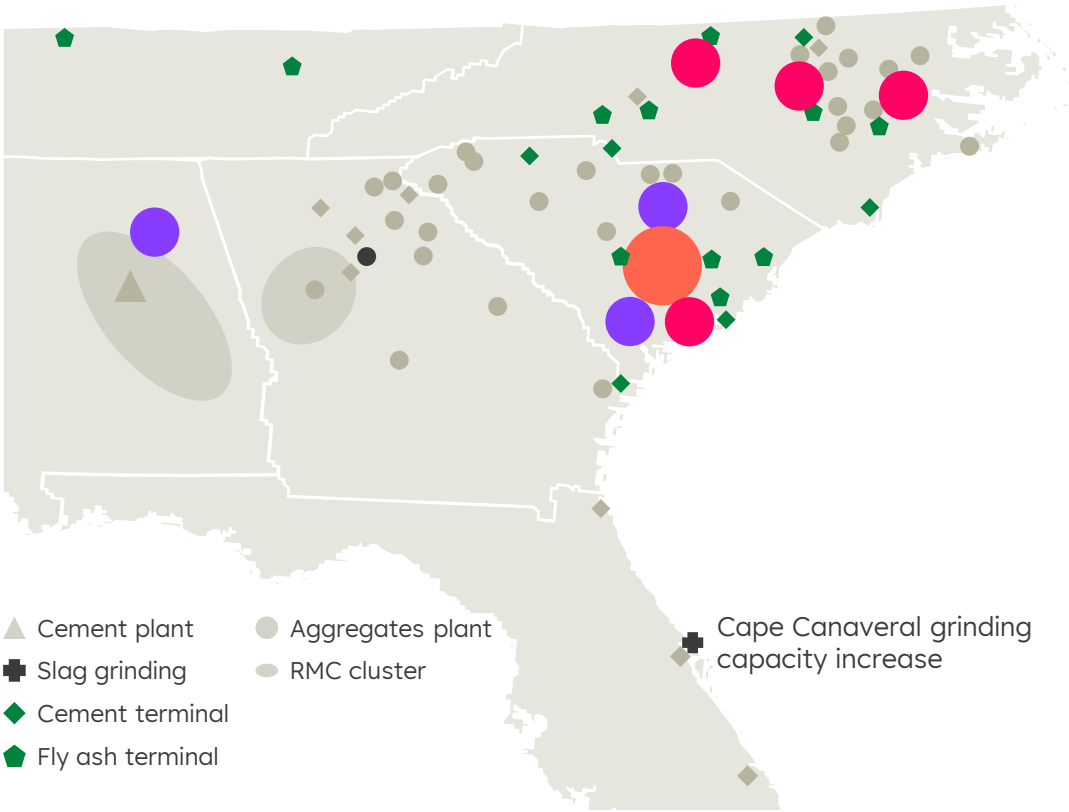 Cement plant
Slag grinding
Cement terminal
Fly ash terminal
Aggregates plant
RMC cluster
Cape Canaveral grinding
capacity increase